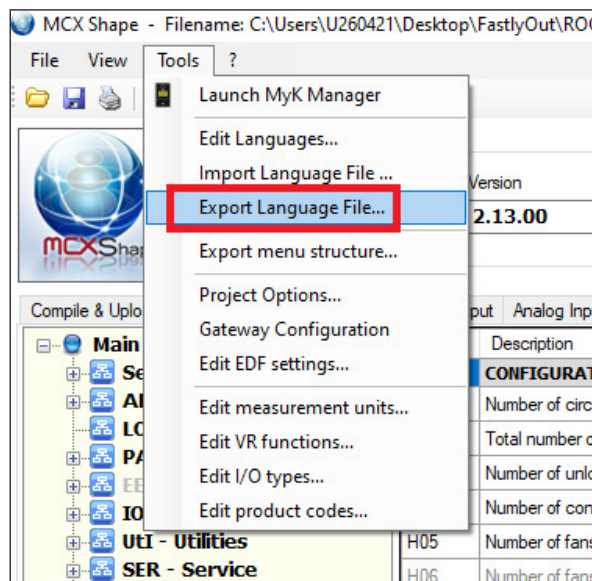 MCX Shape - Filename: C:\Users\U260421\Desktop\FastlyOut\RO
File View Tools ?
Launch MyK Manager
Edit Languages...
Import Language File ...
Export Language File...
Export menu structure...
Project Options...
Gateway Configuration
Edit EDF settings...
Edit measurement units...
Edit VR functions...
Edit I/O types...
Edit product codes...
MCXSha
Version
2.13.00
Compile & Uplo
put Analog Inp
Main
Se
AL
LO
PA
EE
IO
UtI - Utilities
SER - Service
Description
CONFIGURAT
Number of circ
Total number o
Number of unlo
Number of con
H05 Number of fans
H06 Number of fans